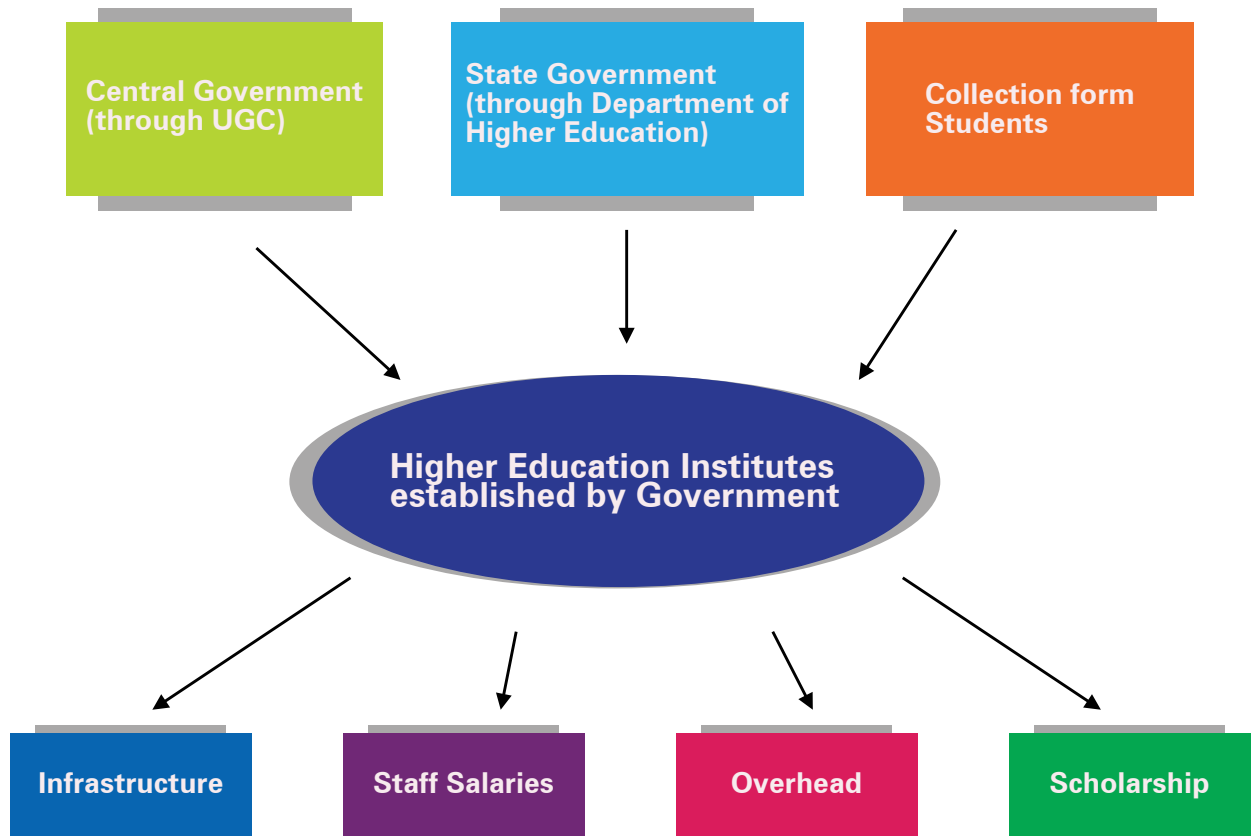 Central Government
(through UGC)
State Government
(through Department of
Higher Education)
Collection form
Students
Higher Education Institutes
established by Government
Infrastructure
Staff Salaries
Overhead
Scholarship